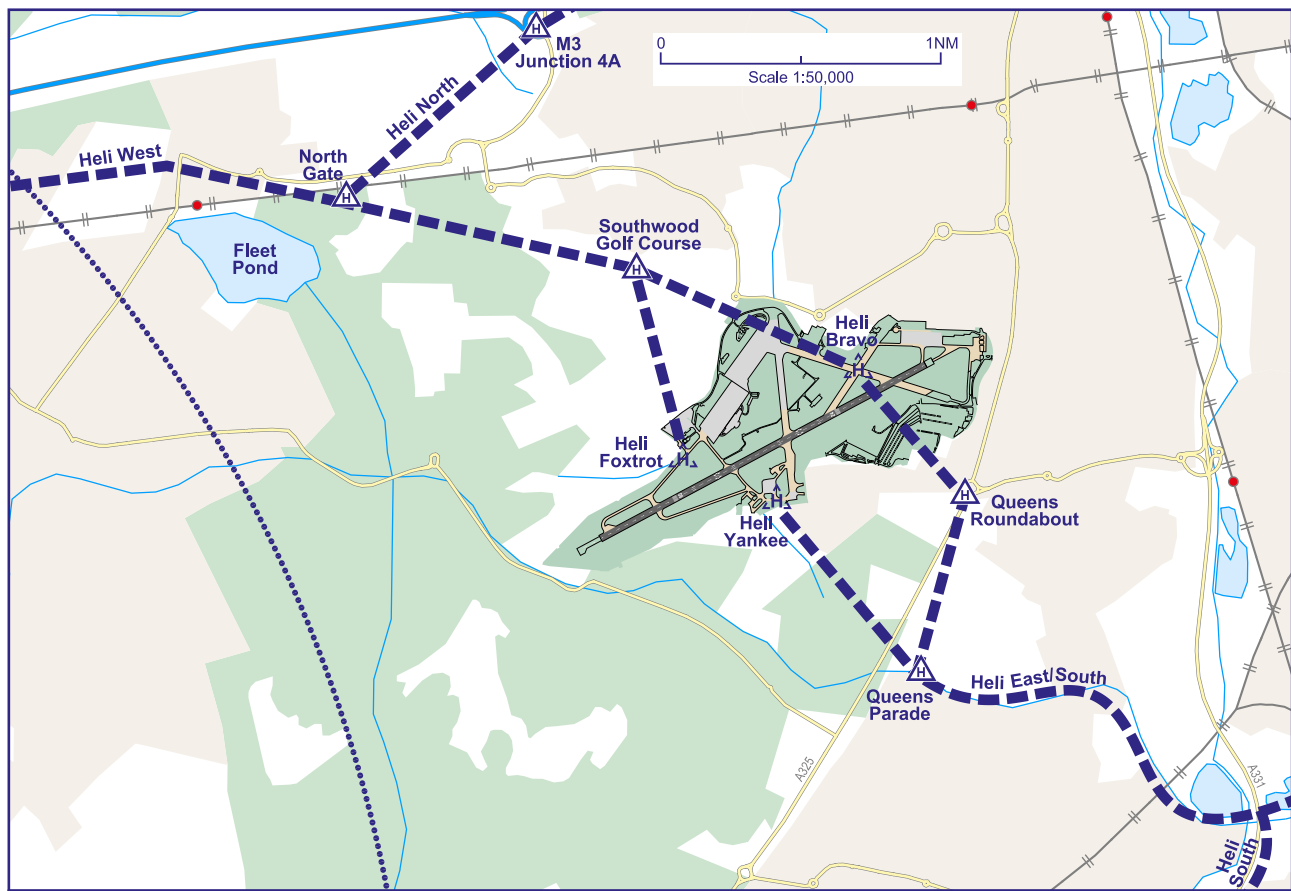 M3
Junction 4A
0
1NM
Scale 1:50,000
Heli North
Heli West
North
Gate
H
H
Southwood
Golf Course
H
Fleet
Pond
Heli
Bravo
H
Heli
Foxtrot
H
H
Heli
Yankee
H
Queens
Roundabout
H
Queens
Parade
Heli East/South
A325
A331
Heli
South